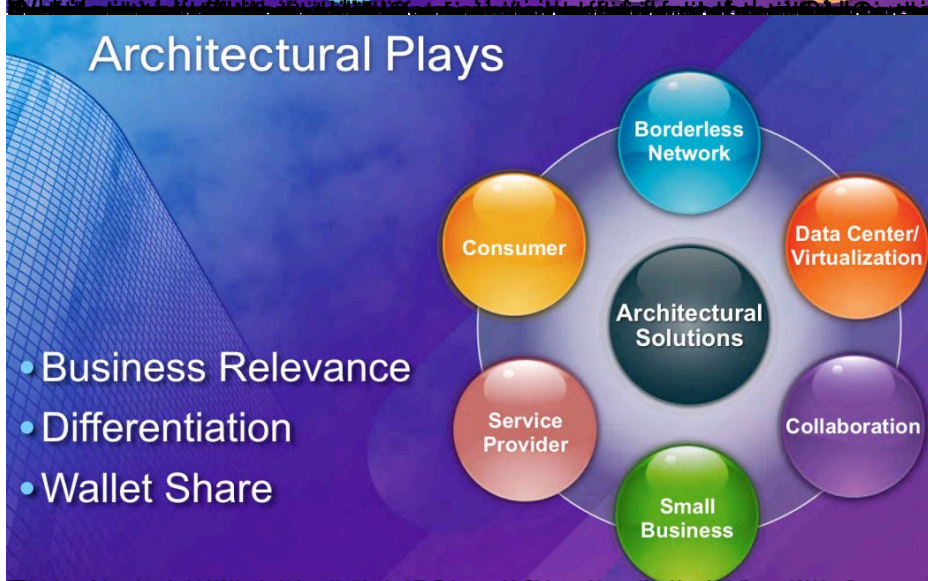 Architectural Plays
Borderless
Network
Consumer
Data Center/
Virtualization
Architectural
Solutions
• Business Relevance
• Differentiation
• Wallet Share
Service
Provider
Collaboration
Small
Business